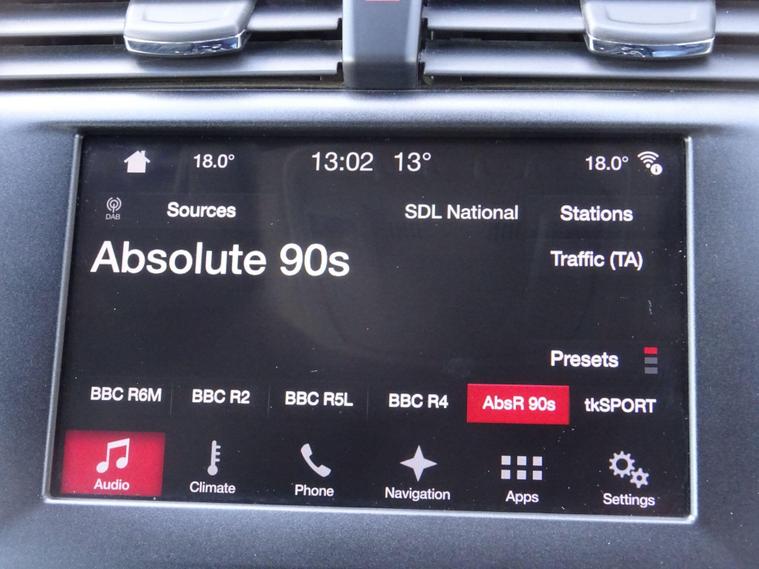 18.0° 13:02 13° 18.0°
DAB Sources SDL National Stations
Absolute 90s Traffic (TA)
Presets
BBC R6M BBC R2 BBC R5L BBC R4 AbsR 90s tkSPORT
Audio Climate Phone Navigation Apps Settings